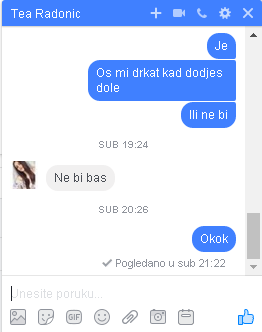 Tea Radonic
Je
Os mi drkat kad dodjes
dole
Ili ne bi
SUB 19:24
Ne bi bas
SUB 20:26
Okok
Pogledano u sub 21:22
Unesite poruku...
GIF